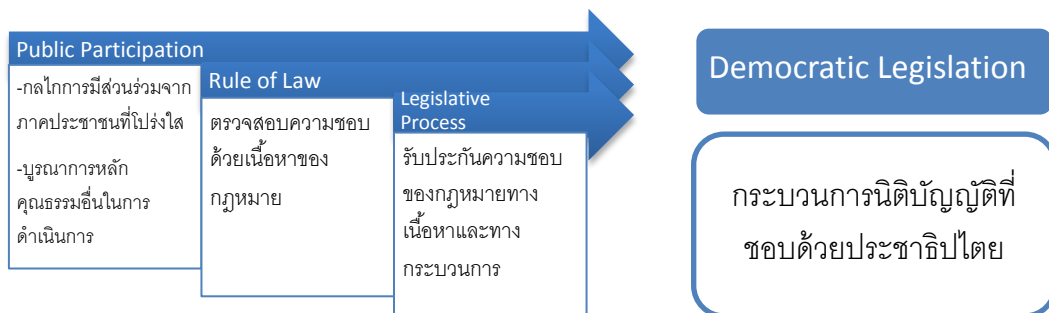 Public Participation
-กลไกการมีส่วนร่วมจาก
ภาคประชาชนที่โปร่งใส
-บูรณาการหลัก
คุณธรรมอื่นในการ
ดำเนินการ
Rule of Law
ตรวจสอบความชอบ
ด้วยเนื้อหาของ
กฎหมาย
Legislative
Process
รับประกันความชอบ
ของกฎหมายทาง
เนื้อหาและทาง
กระบวนการ
Democratic Legislation
กระบวนการนิติบัญญัติที่
ชอบด้วยประชาธิปไตย